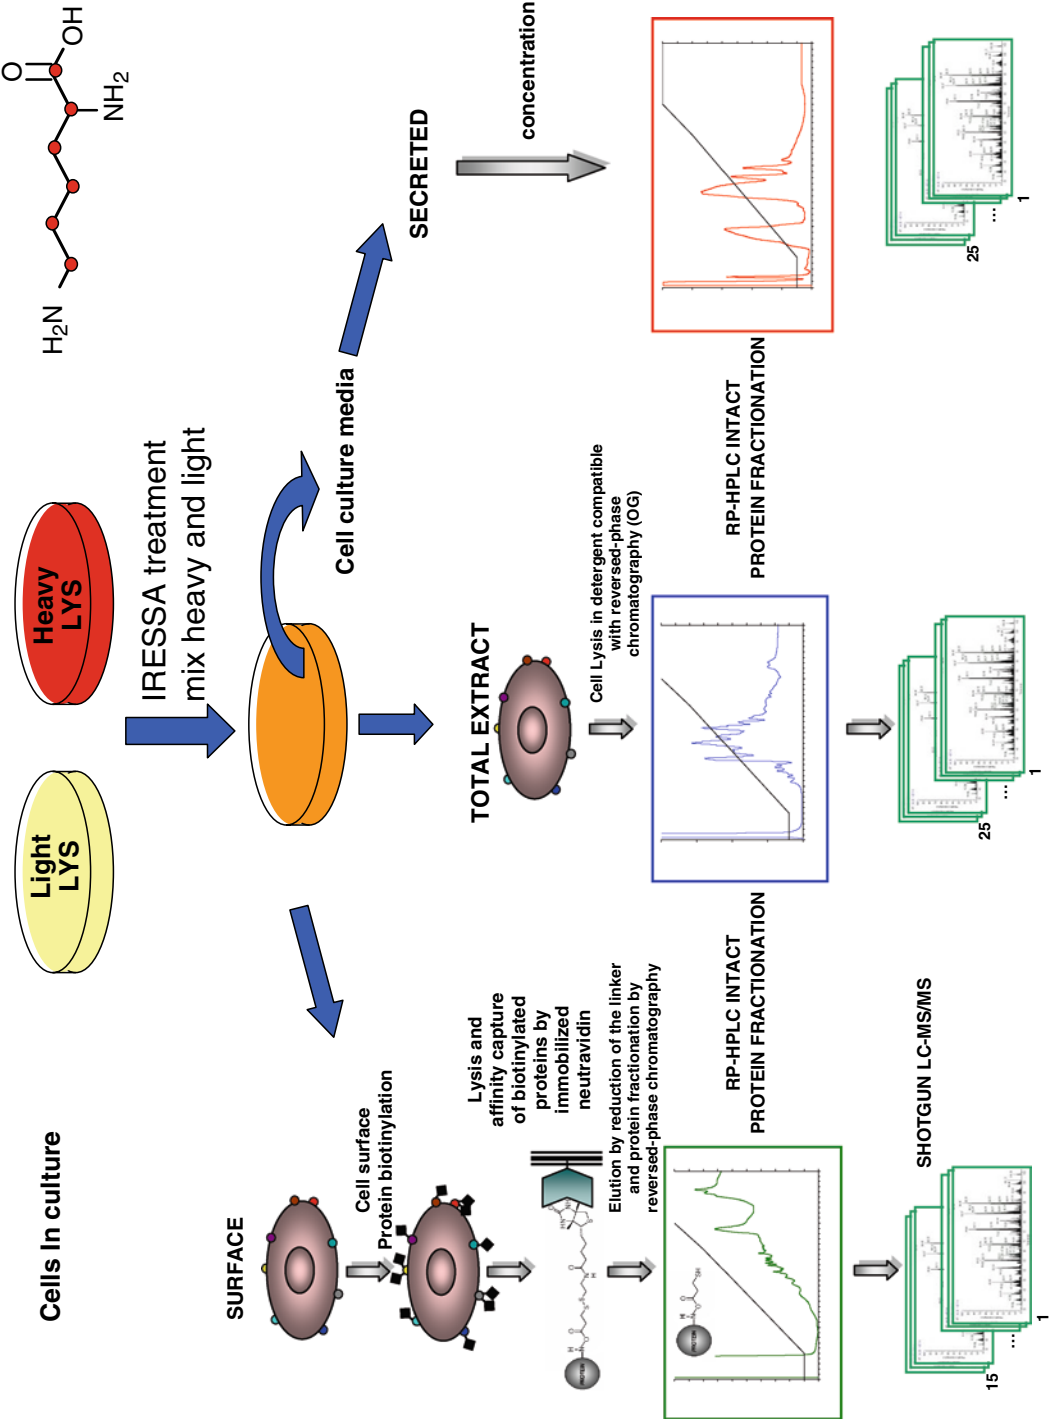 Cells In culture
Light
LYS
Heavy
LYS
H₂N
NH₂
O
OH
IRESSA treatment
mix heavy and light
Cell culture media
SURFACE
TOTAL EXTRACT
SECRETED
Cell surface
Protein biotinylation
Lysis and
affinity capture
of biotinylated
proteins by
immobilized
neutravidin
PROTEIN
Elution by reduction of the linker
and protein fractionation by
reversed-phase chromatography
Cell Lysis in detergent compatible
with reversed-phase
chromatography (OG)
concentration
RP-HPLC INTACT
PROTEIN FRACTIONATION
RP-HPLC INTACT
PROTEIN FRACTIONATION
PROTEIN
SHOTGUN LC-MS/MS
15
...
1
25
...
1
25
...
1